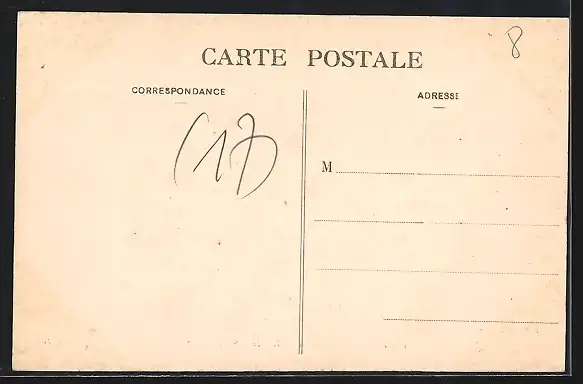 8
CARTE POSTALE
CORRESPONDANCE
ADRESSE
(17)
M